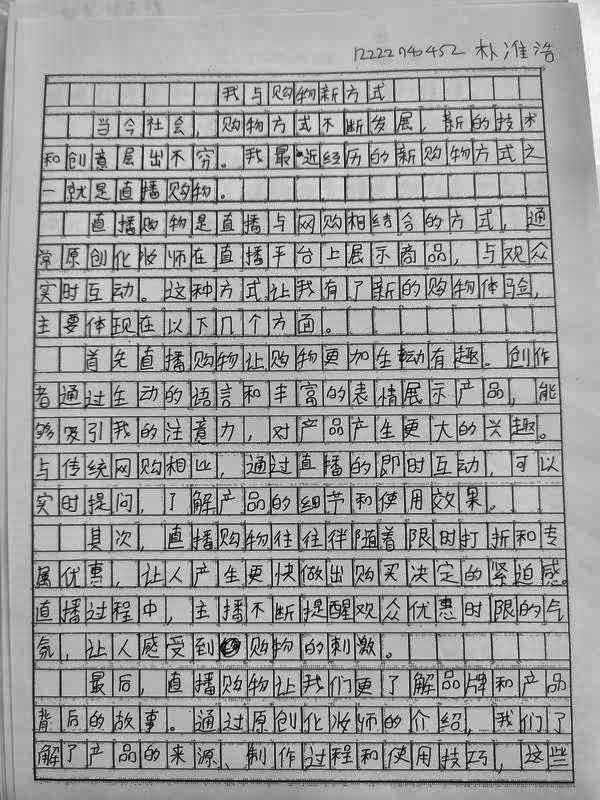 12222740452 朴准浩
我与购物新方式
当今社会，购物方式不断发展，新的技术
和创意层出不穷。我最近经历的新购物方式之
一就是直播购物。
直播购物是直播与网购相结合的方式，通
常原创化妆师在直播平台上展示商品，与观众
实时互动。这种方式让我有了新的购物体验，
主要体现在以下几个方面。
首先直播购物让购物更加生动有趣。创作
者通过生动的语言和丰富的表情展示产品，能
够吸引我的注意力，对产品产生更大的兴趣。
与传统网购相比，通过直播的即时互动，可以
实时提问，了解产品的细节和使用效果。
其次，直播购物往往伴随着限时打折和专
属优惠，让人产生更快做出购买决定的紧迫感。
直播过程中，主播不断提醒观众优惠时限的气
氛，让人感受到购物的刺激。
最后，直播购物让我们更了解品牌和产品
背后的故事。通过原创化妆师的介绍，我们了
解了产品的来源、制作过程和使用技巧，这些